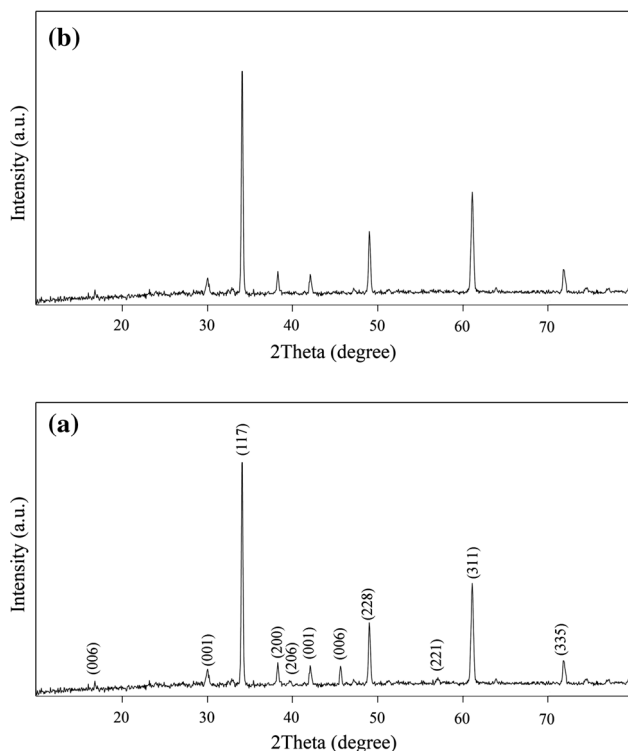 (b)
Intensity (a.u.)
20 30 40 50 60 70
2Theta (degree)
(a)
(117)
(311)
(228)
(200)
(206)
(001)
(006)
(221)
(335)
(006)
(001)
Intensity (a.u.)
20 30 40 50 60 70
2Theta (degree)